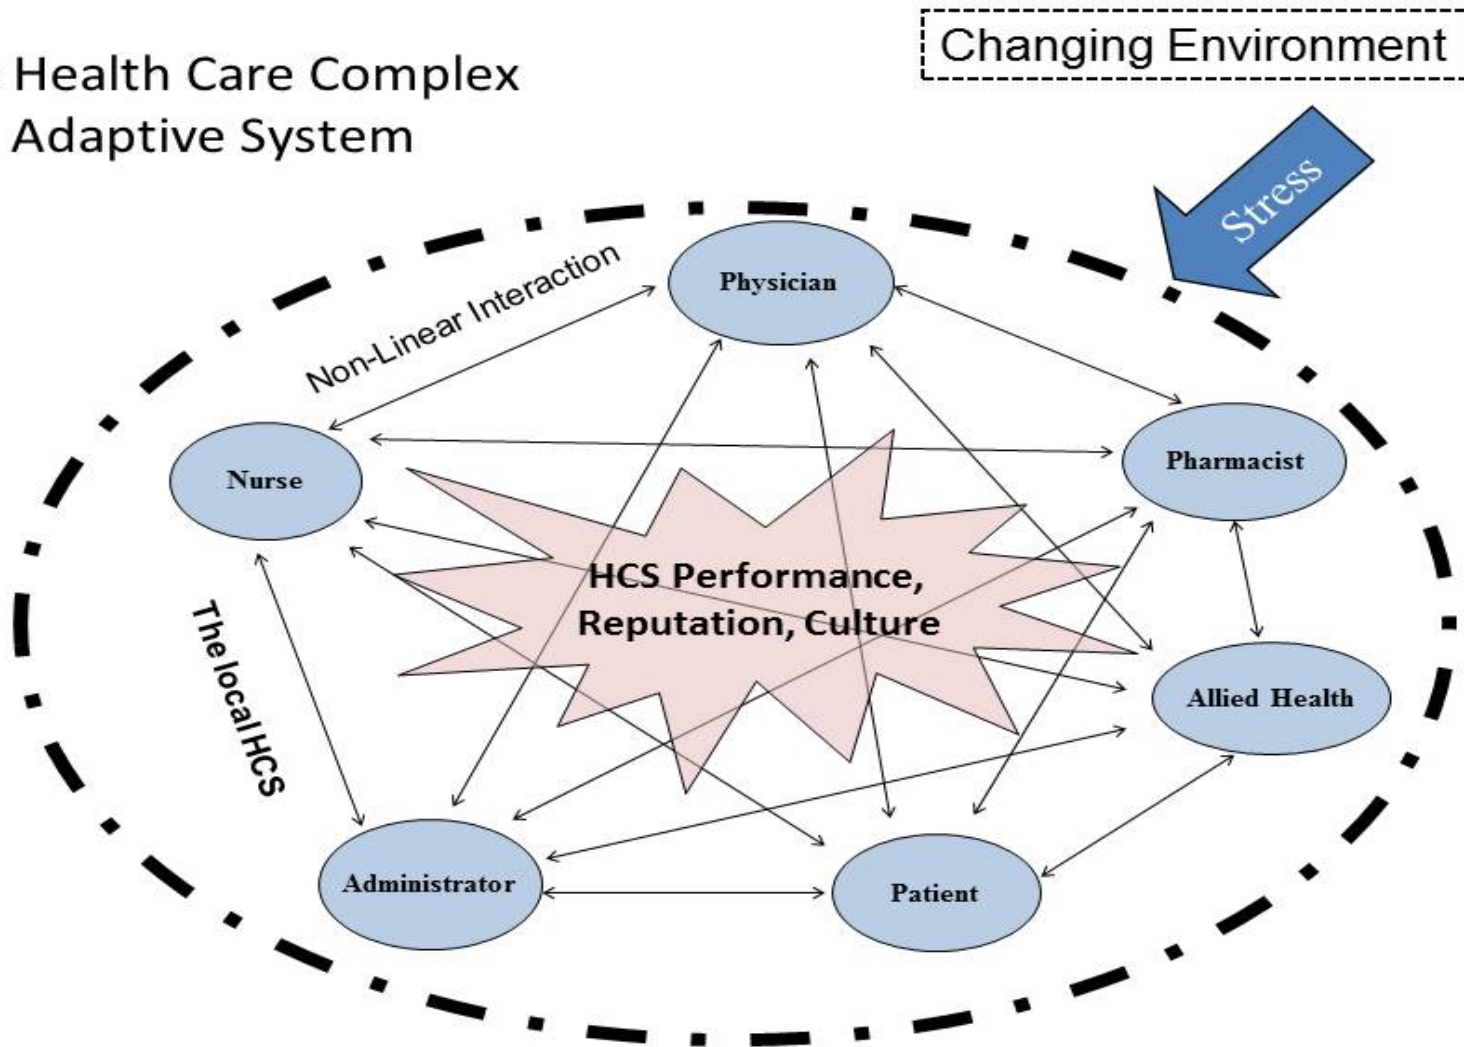 Changing Environment
Health Care Complex
Adaptive System
Stress
Non-Linear Interaction
Physician
Pharmacist
Nurse
HCS Performance,
Reputation, Culture
The local HCS
Allied Health
Administrator
Patient